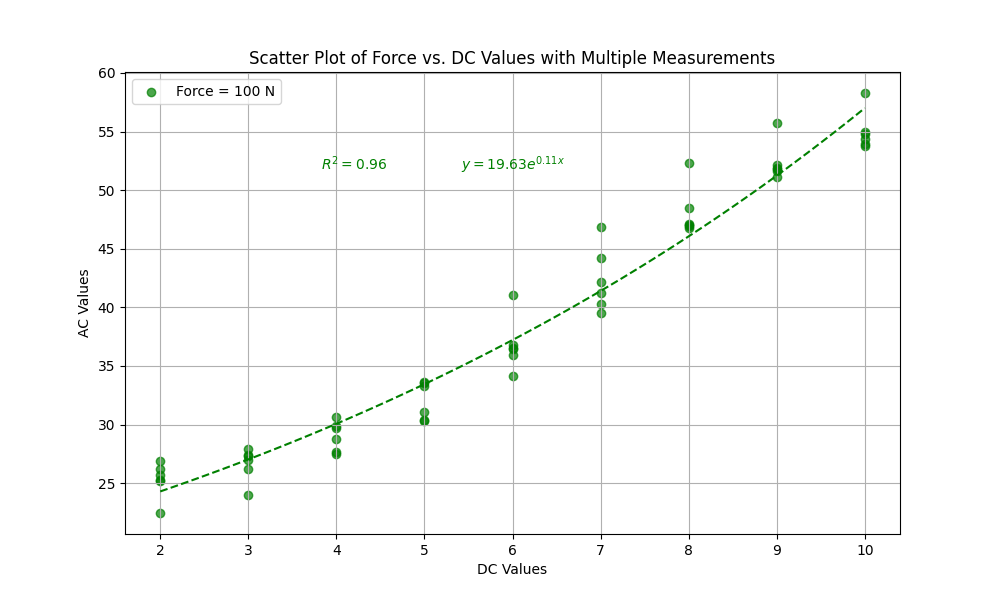 Scatter Plot of Force vs. DC Values with Multiple Measurements
Force = 100 N
R² = 0.96
y = 19.63e^{0.11x}
60
55
50
45
40
35
30
25
AC Values
2 3 4 5 6 7 8 9 10
DC Values